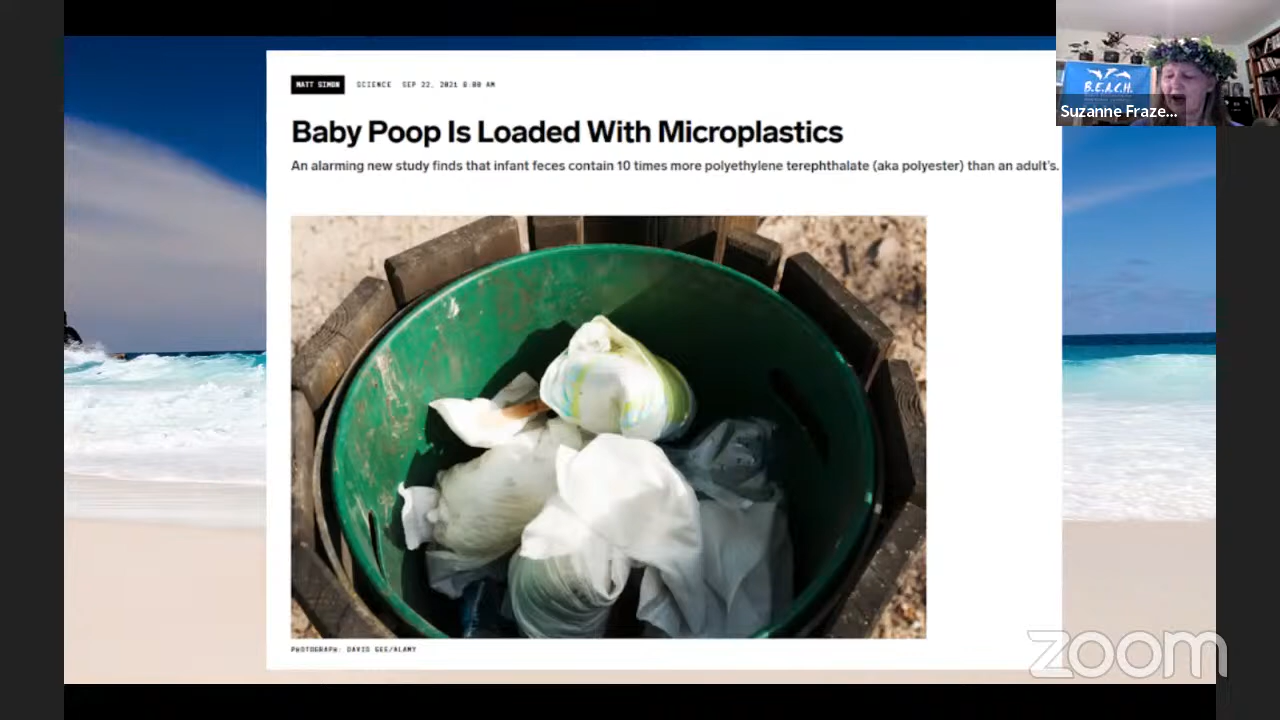 MATT SIMON SCIENCE SEP 22, 2021 8:00 AM
Baby Poop Is Loaded With Microplastics
An alarming new study finds that infant feces contain 10 times more polyethylene terephthalate (aka polyester) than an adult's.
B.E.A.C.H.
Suzanne Fraze...
PHOTOGRAPH: DAVID GEE/ALAMY
zoom